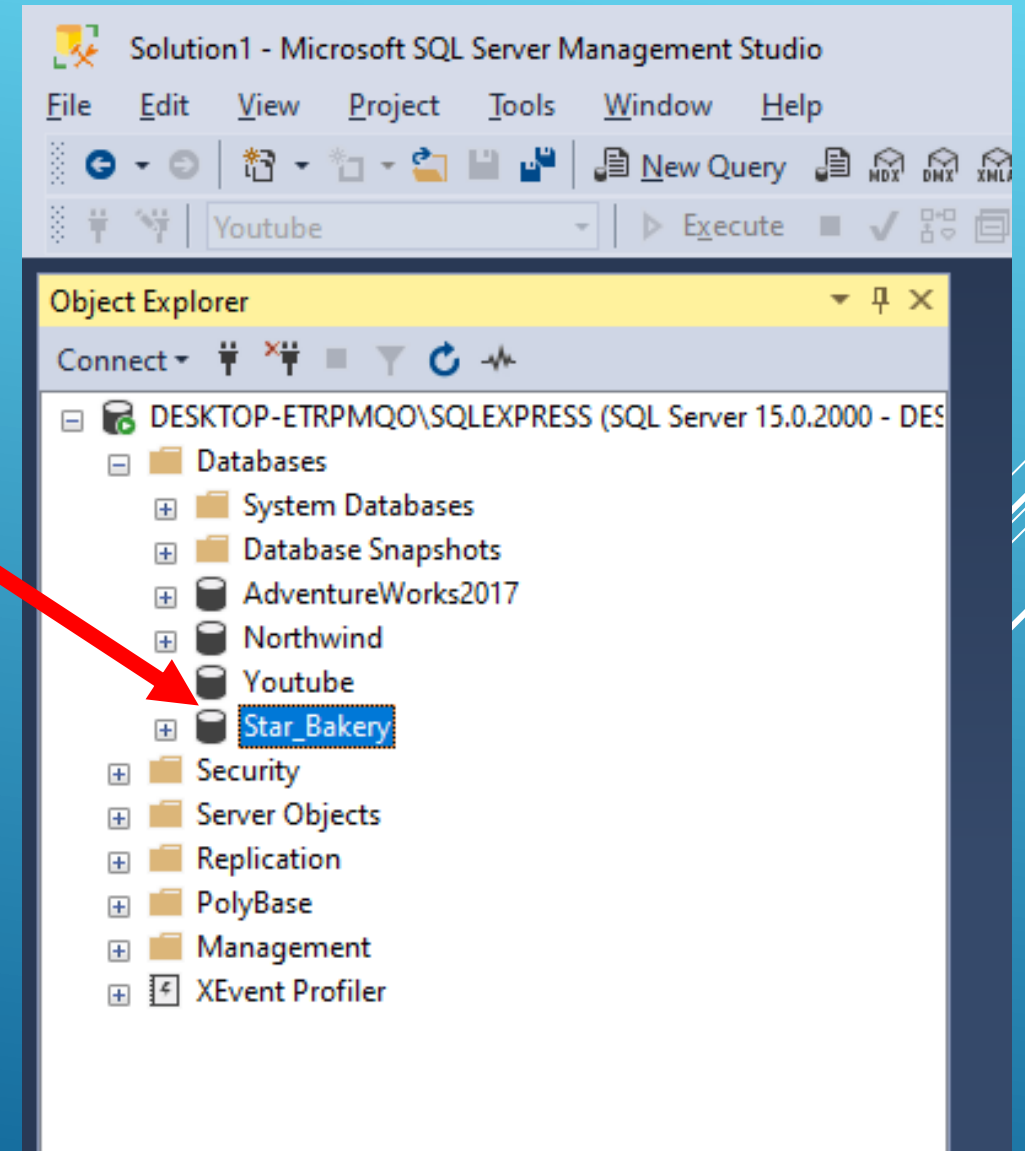 Solution1 - Microsoft SQL Server Management Studio
File Edit View Project Tools Window Help
New Query MDX DMX XMLA
Youtube Execute
Object Explorer
Connect
DESKTOP-ETRPMQO\SQLEXPRESS (SQL Server 15.0.2000 - DES
Databases
System Databases
Database Snapshots
AdventureWorks2017
Northwind
Youtube
Star_Bakery
Security
Server Objects
Replication
PolyBase
Management
XEvent Profiler